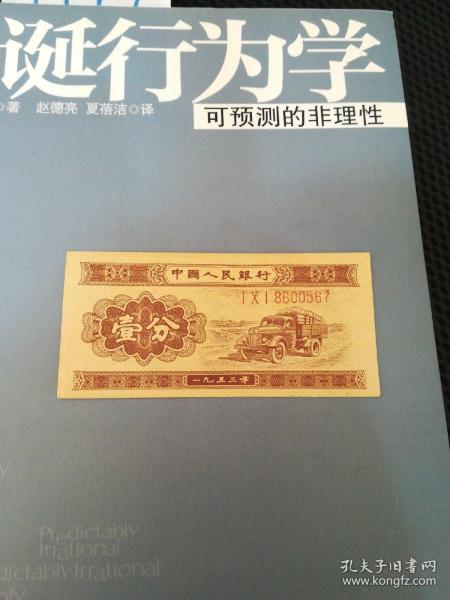 诞行为学
著 赵德亮 夏蓓洁◎译
可预测的非理性
中国人民银行
I X I 8600567
壹分
一九五三年
Predictably
Irrational
dictably Irrational
bly
孔夫子旧书网
www.kongfz.com